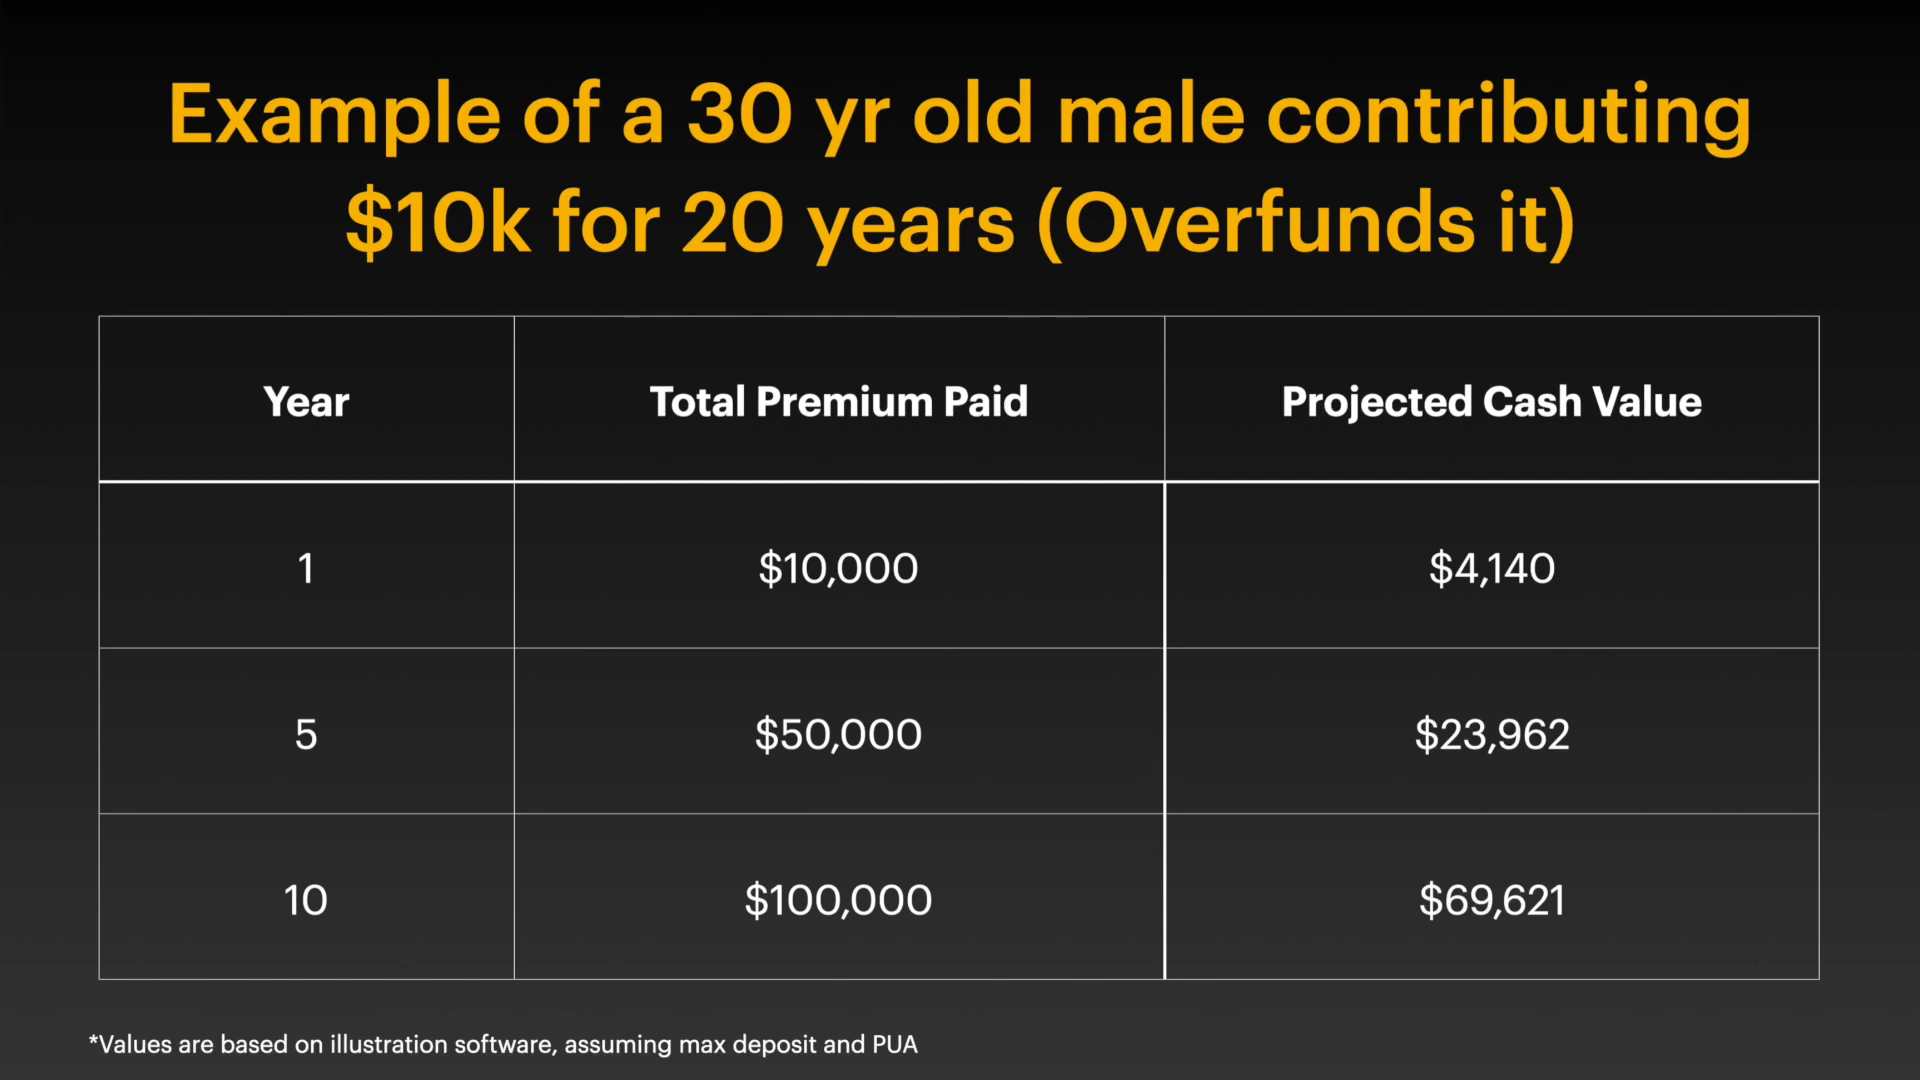 Example of a 30 yr old male contributing
$10k for 20 years (Overfunds it)
Year Total Premium Paid Projected Cash Value
1 $10,000 $4,140
5 $50,000 $23,962
10 $100,000 $69,621
*Values are based on illustration software, assuming max deposit and PUA